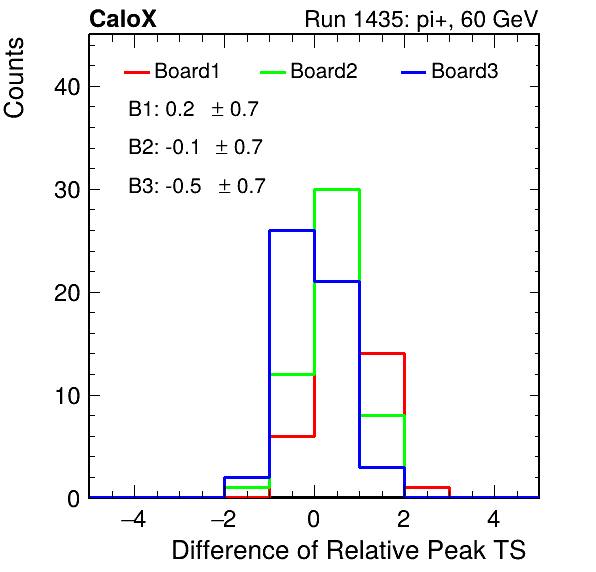 CaloX Run 1435: pi+, 60 GeV
Counts
Board1 Board2 Board3
B1: 0.2 ± 0.7
B2: -0.1 ± 0.7
B3: -0.5 ± 0.7
40
30
20
10
0
−4 −2 0 2 4
Difference of Relative Peak TS